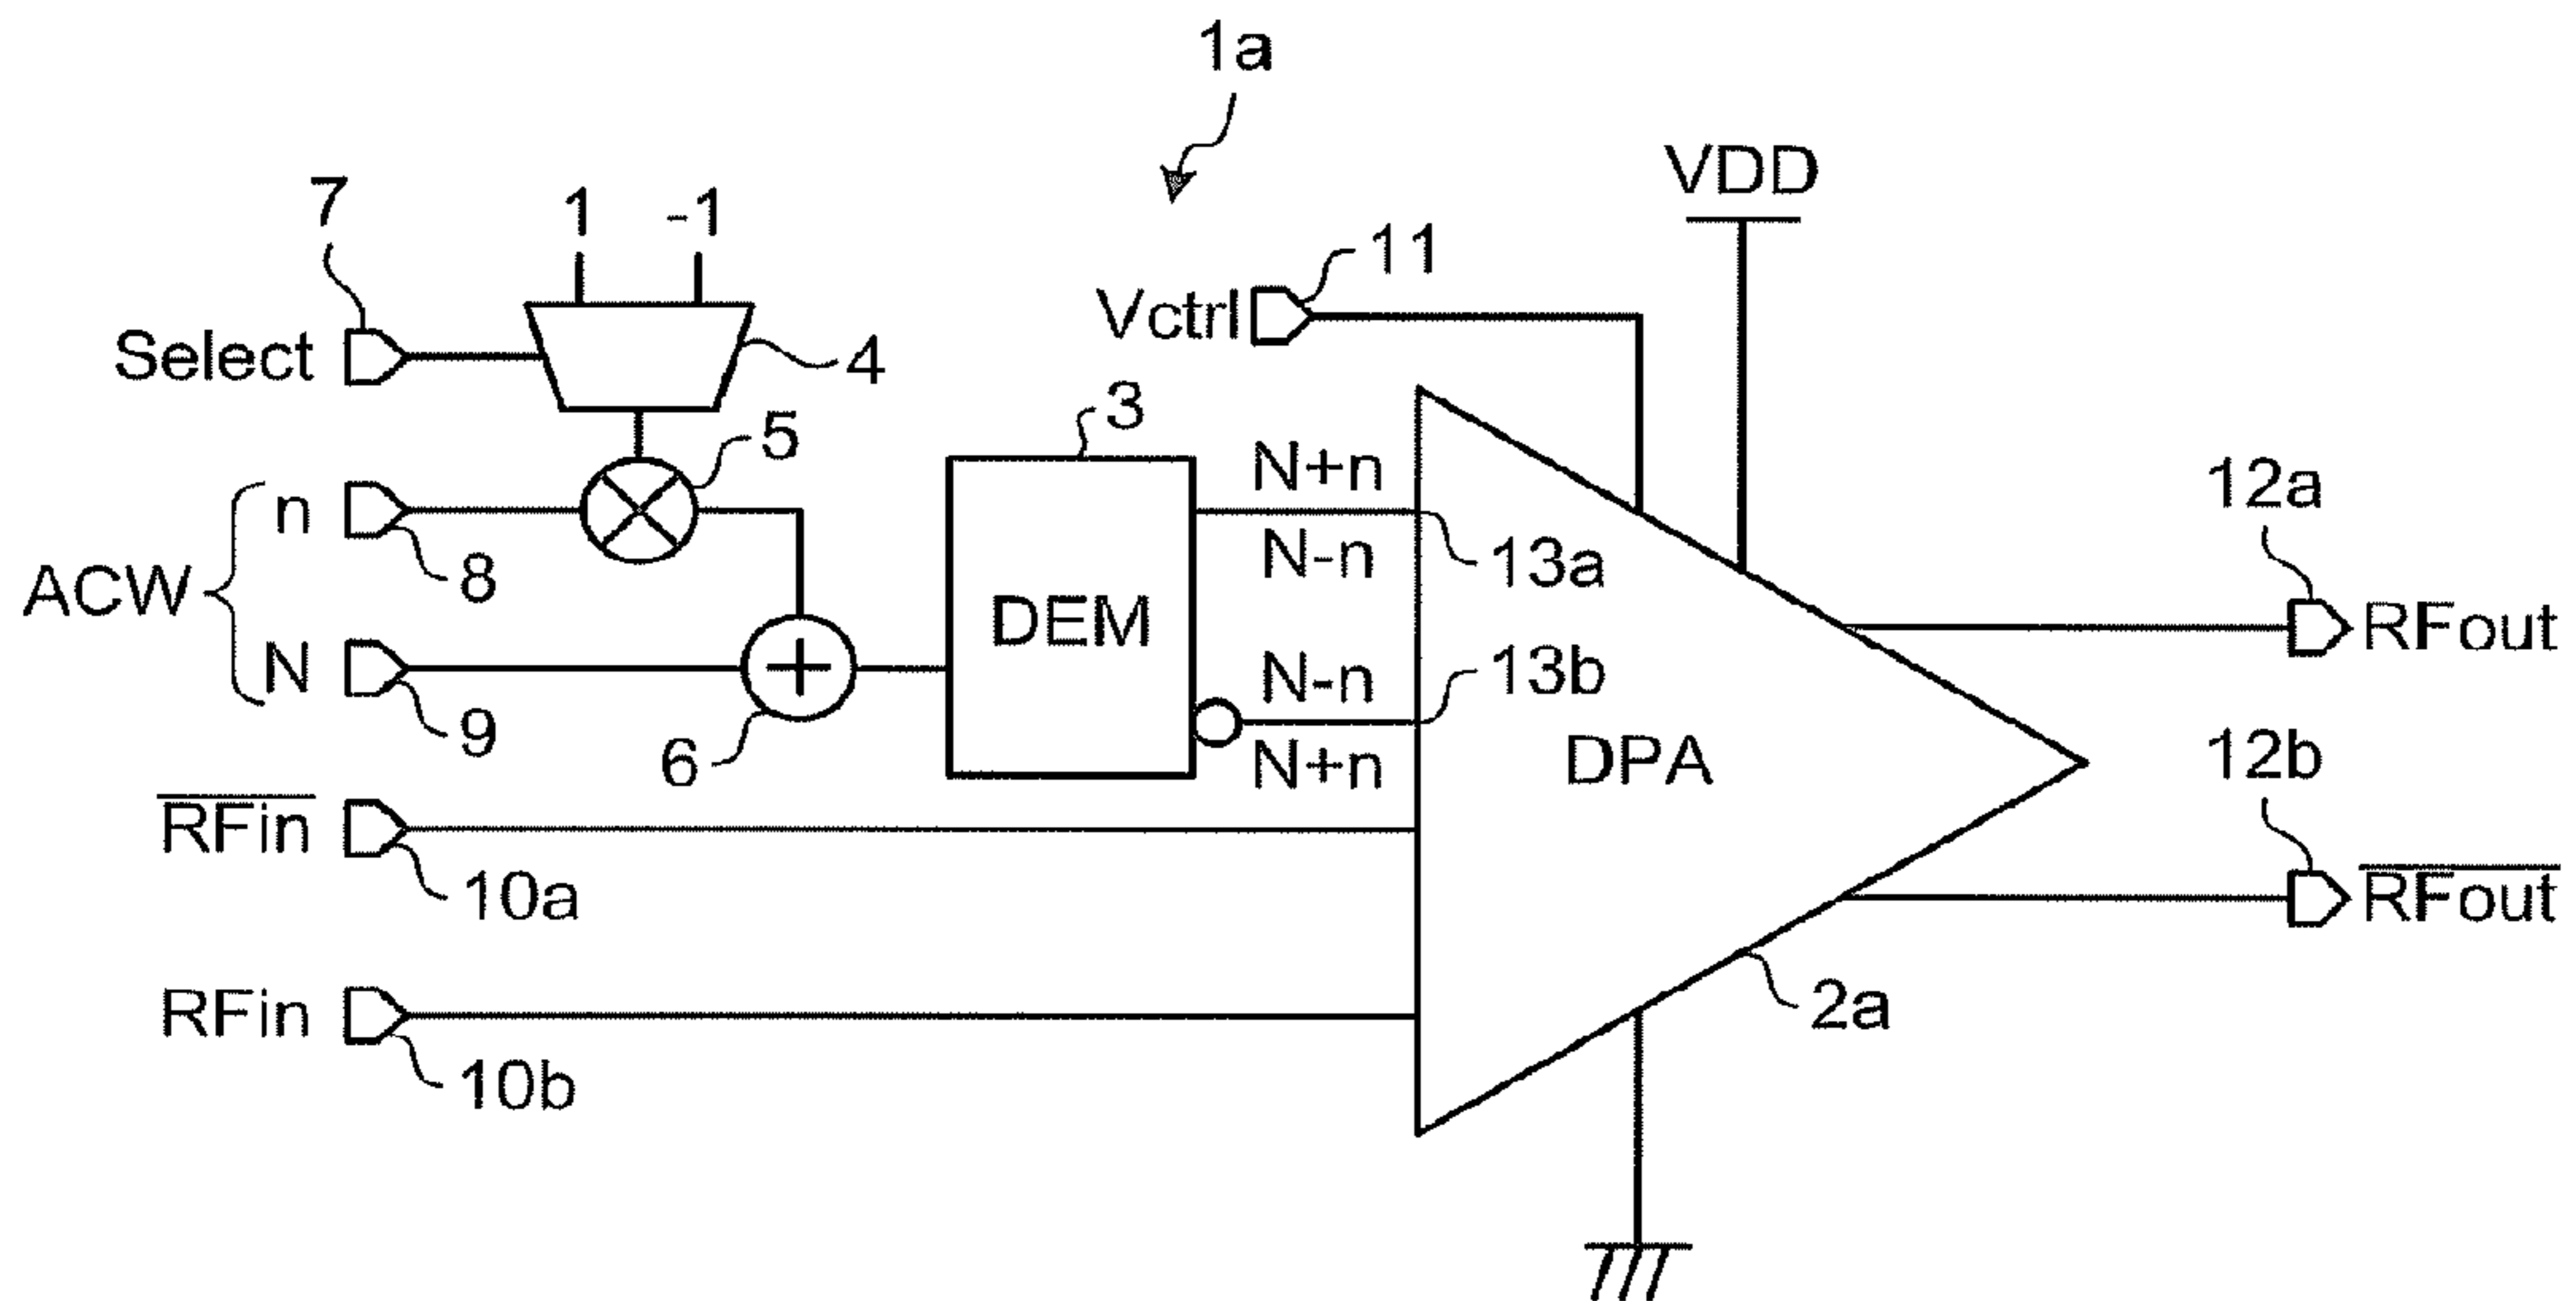 1a
VDD
7
1 -1
11
Vctrl
Select
4
3
5
N+n
12a
n
8
N-n
13a
ACW
DEM
RFout
N
9
6
N-n
13b
N+n
DPA
12b
RFin
10a
RFout
RFin
10b
2a